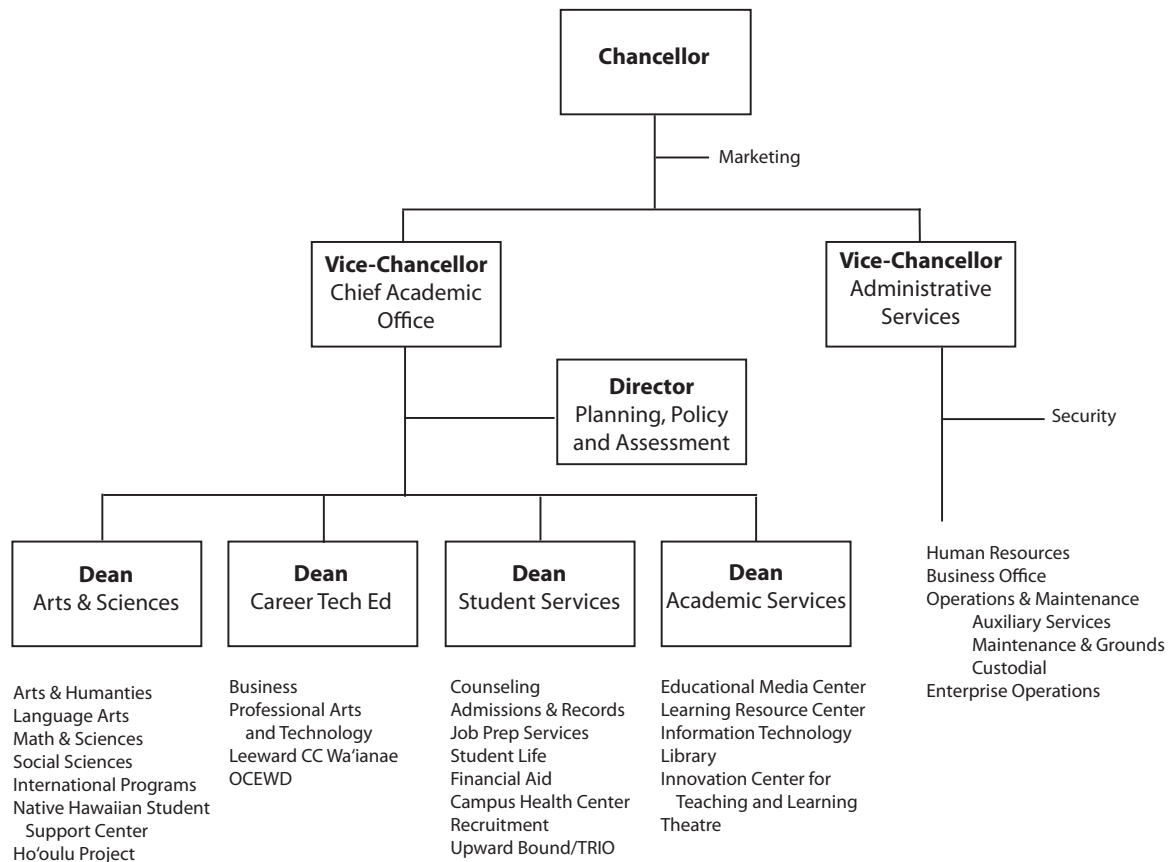 Chancellor
Marketing
Vice-Chancellor
Chief Academic
Office
Vice-Chancellor
Administrative
Services
Director
Planning, Policy
and Assessment
Security
Dean
Arts & Sciences
Dean
Career Tech Ed
Dean
Student Services
Dean
Academic Services
Human Resources
Business Office
Operations & Maintenance
Auxiliary Services
Maintenance & Grounds
Custodial
Enterprise Operations
Arts & Humanties
Language Arts
Math & Sciences
Social Sciences
International Programs
Native Hawaiian Student
Support Center
Ho‘oulu Project
Business
Professional Arts
and Technology
Leeward CC Wa‘ianae
OCEWD
Counseling
Admissions & Records
Job Prep Services
Student Life
Financial Aid
Campus Health Center
Recruitment
Upward Bound/TRIO
Educational Media Center
Learning Resource Center
Information Technology
Library
Innovation Center for
Teaching and Learning
Theatre